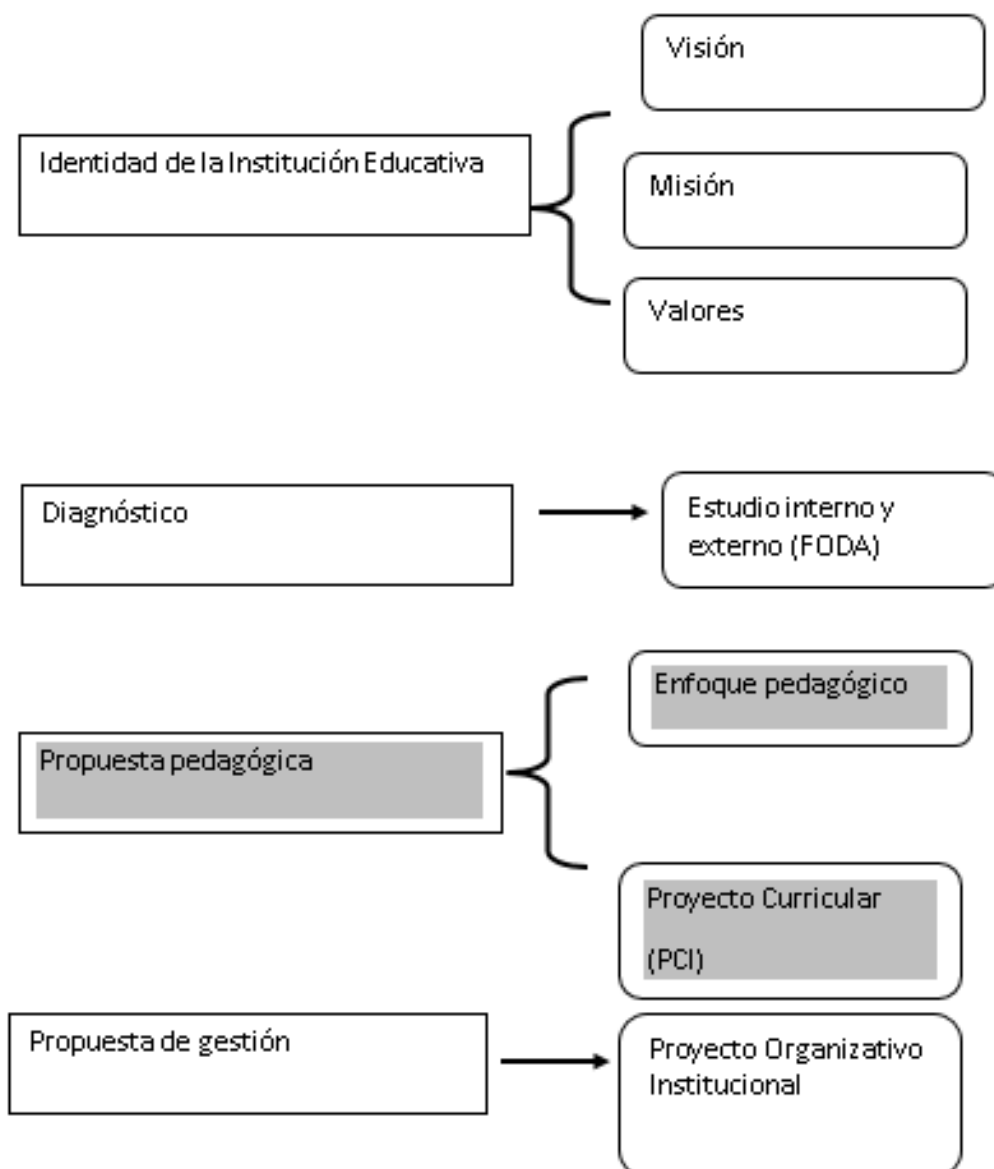 Visión
Identidad de la Institución Educativa
Misión
Valores
Diagnóstico
Estudio interno y
externo (FODA)
Enfoque pedagógico
Propuesta pedagógica
Proyecto Curricular
(PCI)
Propuesta de gestión
Proyecto Organizativo
Institucional